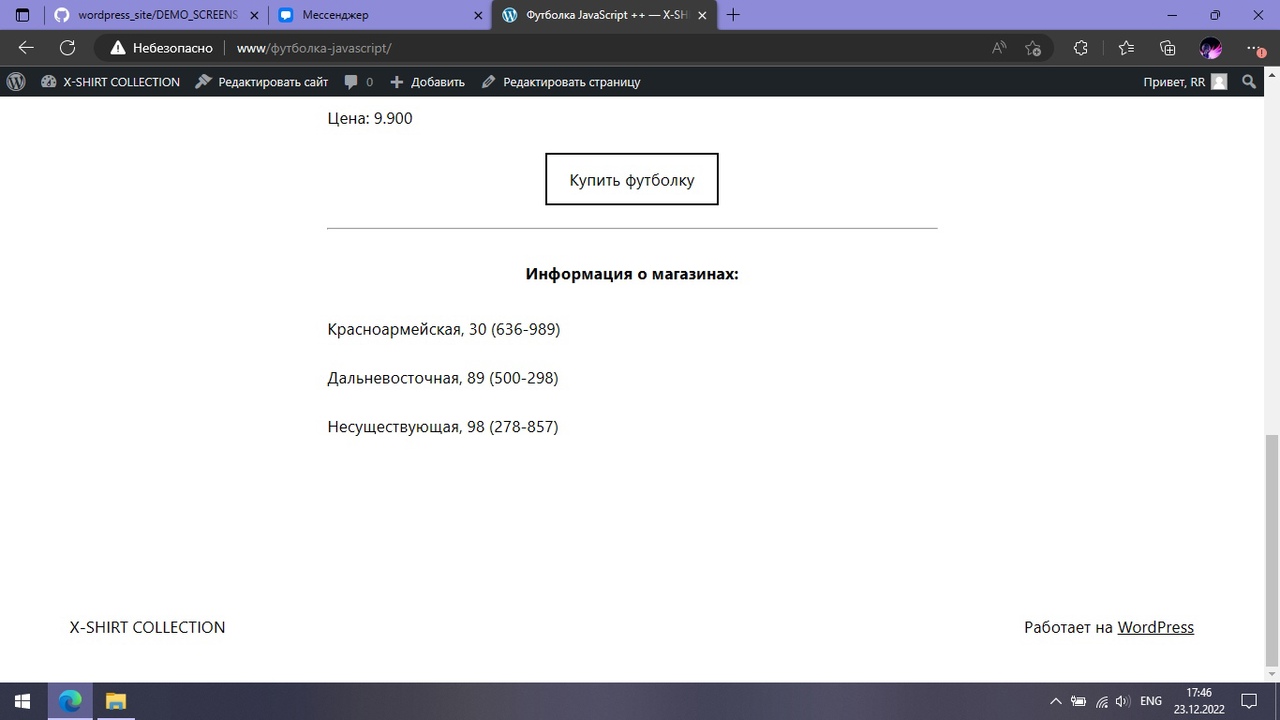 wordpress_site/DEMO_SCREENS
Мессенджер
Футболка JavaScript ++ — X-SH
Небезопасно
www/футболка-javascript/
X-SHIRT COLLECTION
Редактировать сайт
0
Добавить
Редактировать страницу
Привет, RR
Цена: 9.900
Купить футболку
Информация о магазинах:
Красноармейская, 30 (636-989)
Дальневосточная, 89 (500-298)
Несуществующая, 98 (278-857)
X-SHIRT COLLECTION
Работает на WordPress
ENG
17:46
23.12.2022